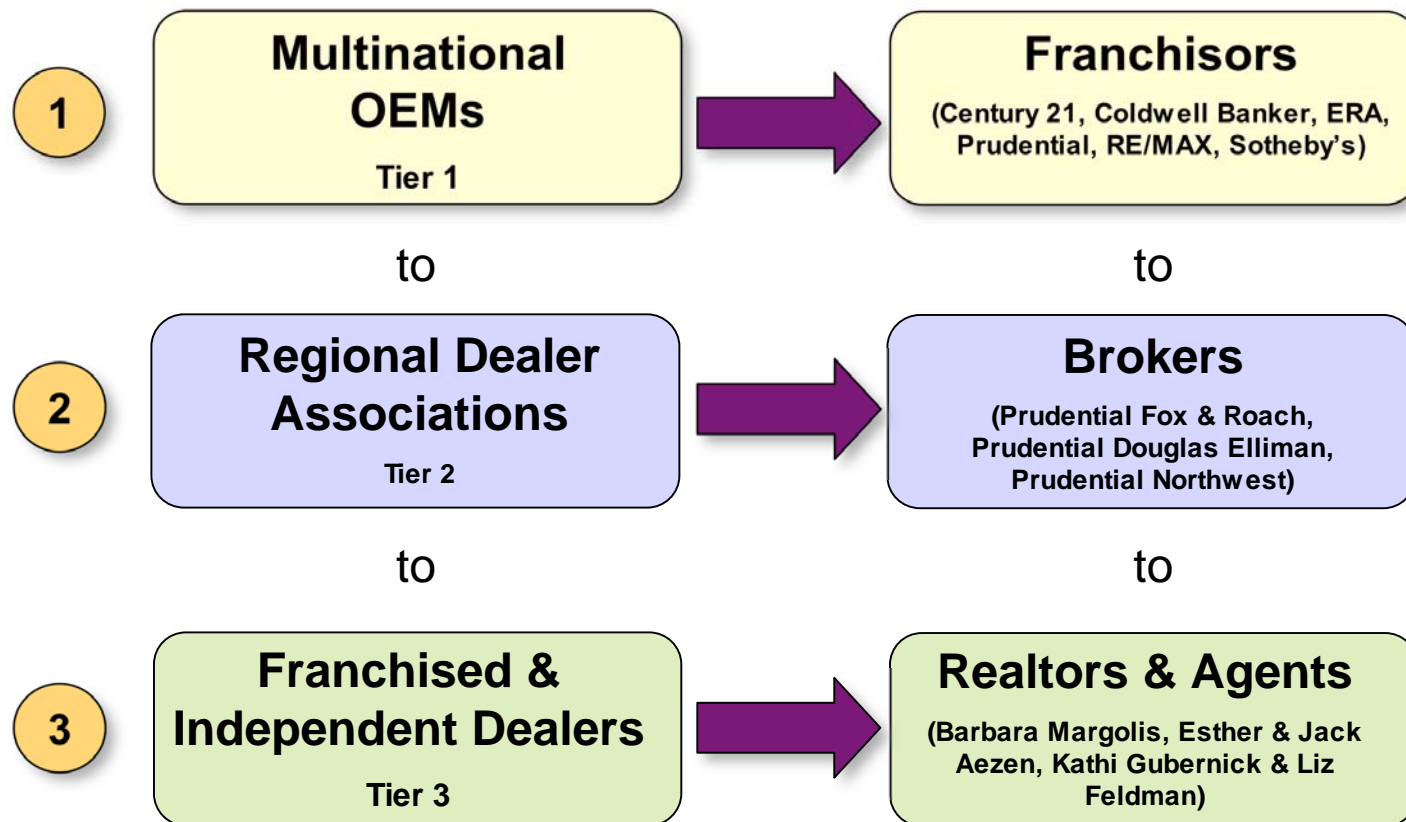 1
Multinational
OEMs
Tier 1
Franchisors
(Century 21, Coldwell Banker, ERA,
Prudential, RE/MAX, Sotheby’s)
to
to
2
Regional Dealer
Associations
Tier 2
Brokers
(Prudential Fox & Roach,
Prudential Douglas Elliman,
Prudential Northwest)
to
to
3
Franchised &
Independent Dealers
Tier 3
Realtors & Agents
(Barbara Margolis, Esther & Jack
Aezen, Kathi Gubernick & Liz
Feldman)